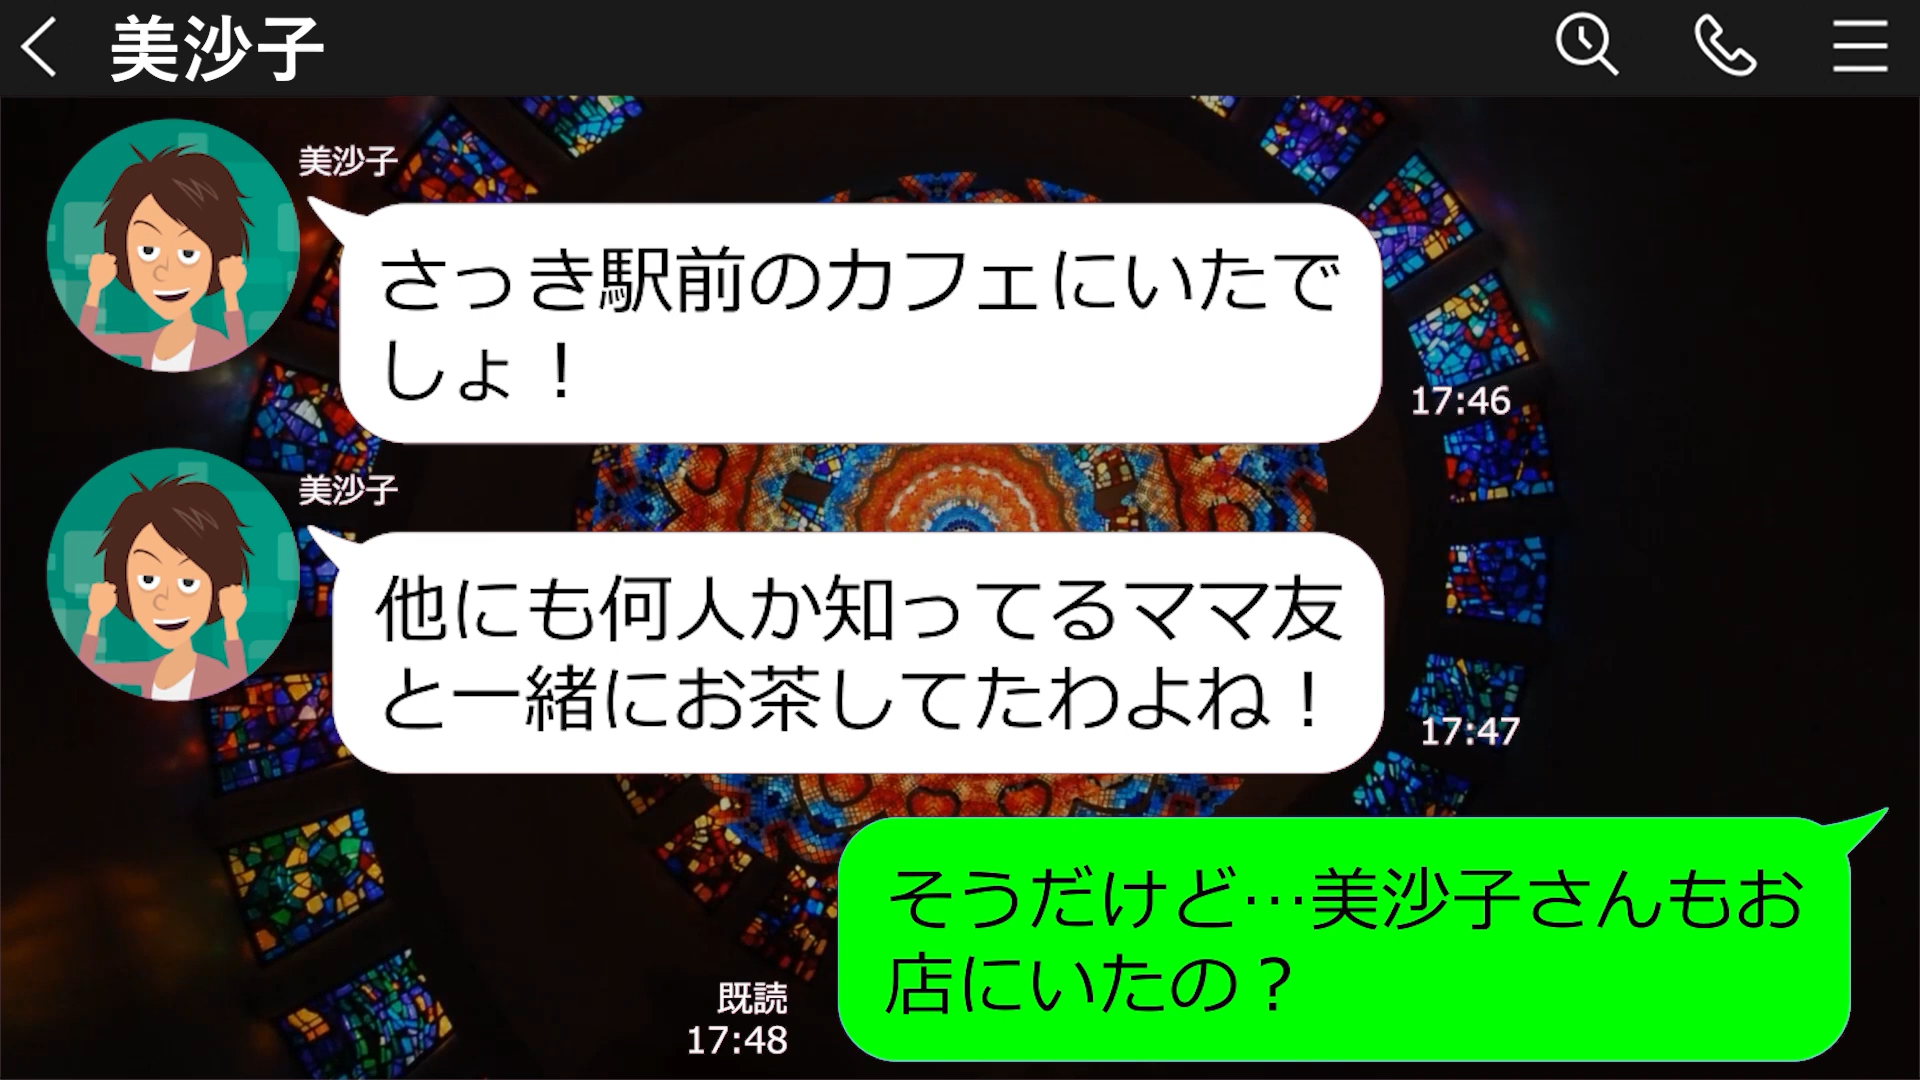 美沙子
美沙子
さっき駅前のカフェにいたで
しょ！
17:46
美沙子
他にも何人か知ってるママ友
と一緒にお茶してたわよね！
17:47
そうだけど…美沙子さんもお
店にいたの？
既読
17:48